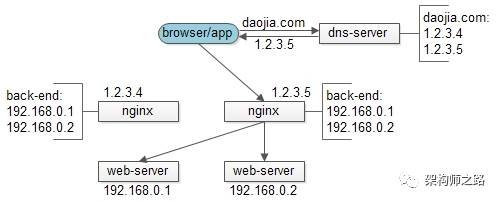 daojia.com
browser/app
1.2.3.5
dns-server
daojia.com:
1.2.3.4
1.2.3.5
back-end:
192.168.0.1
192.168.0.2
1.2.3.4
nginx
1.2.3.5
nginx
back-end:
192.168.0.1
192.168.0.2
web-server
192.168.0.1
web-server
192.168.0.2
架构师之路